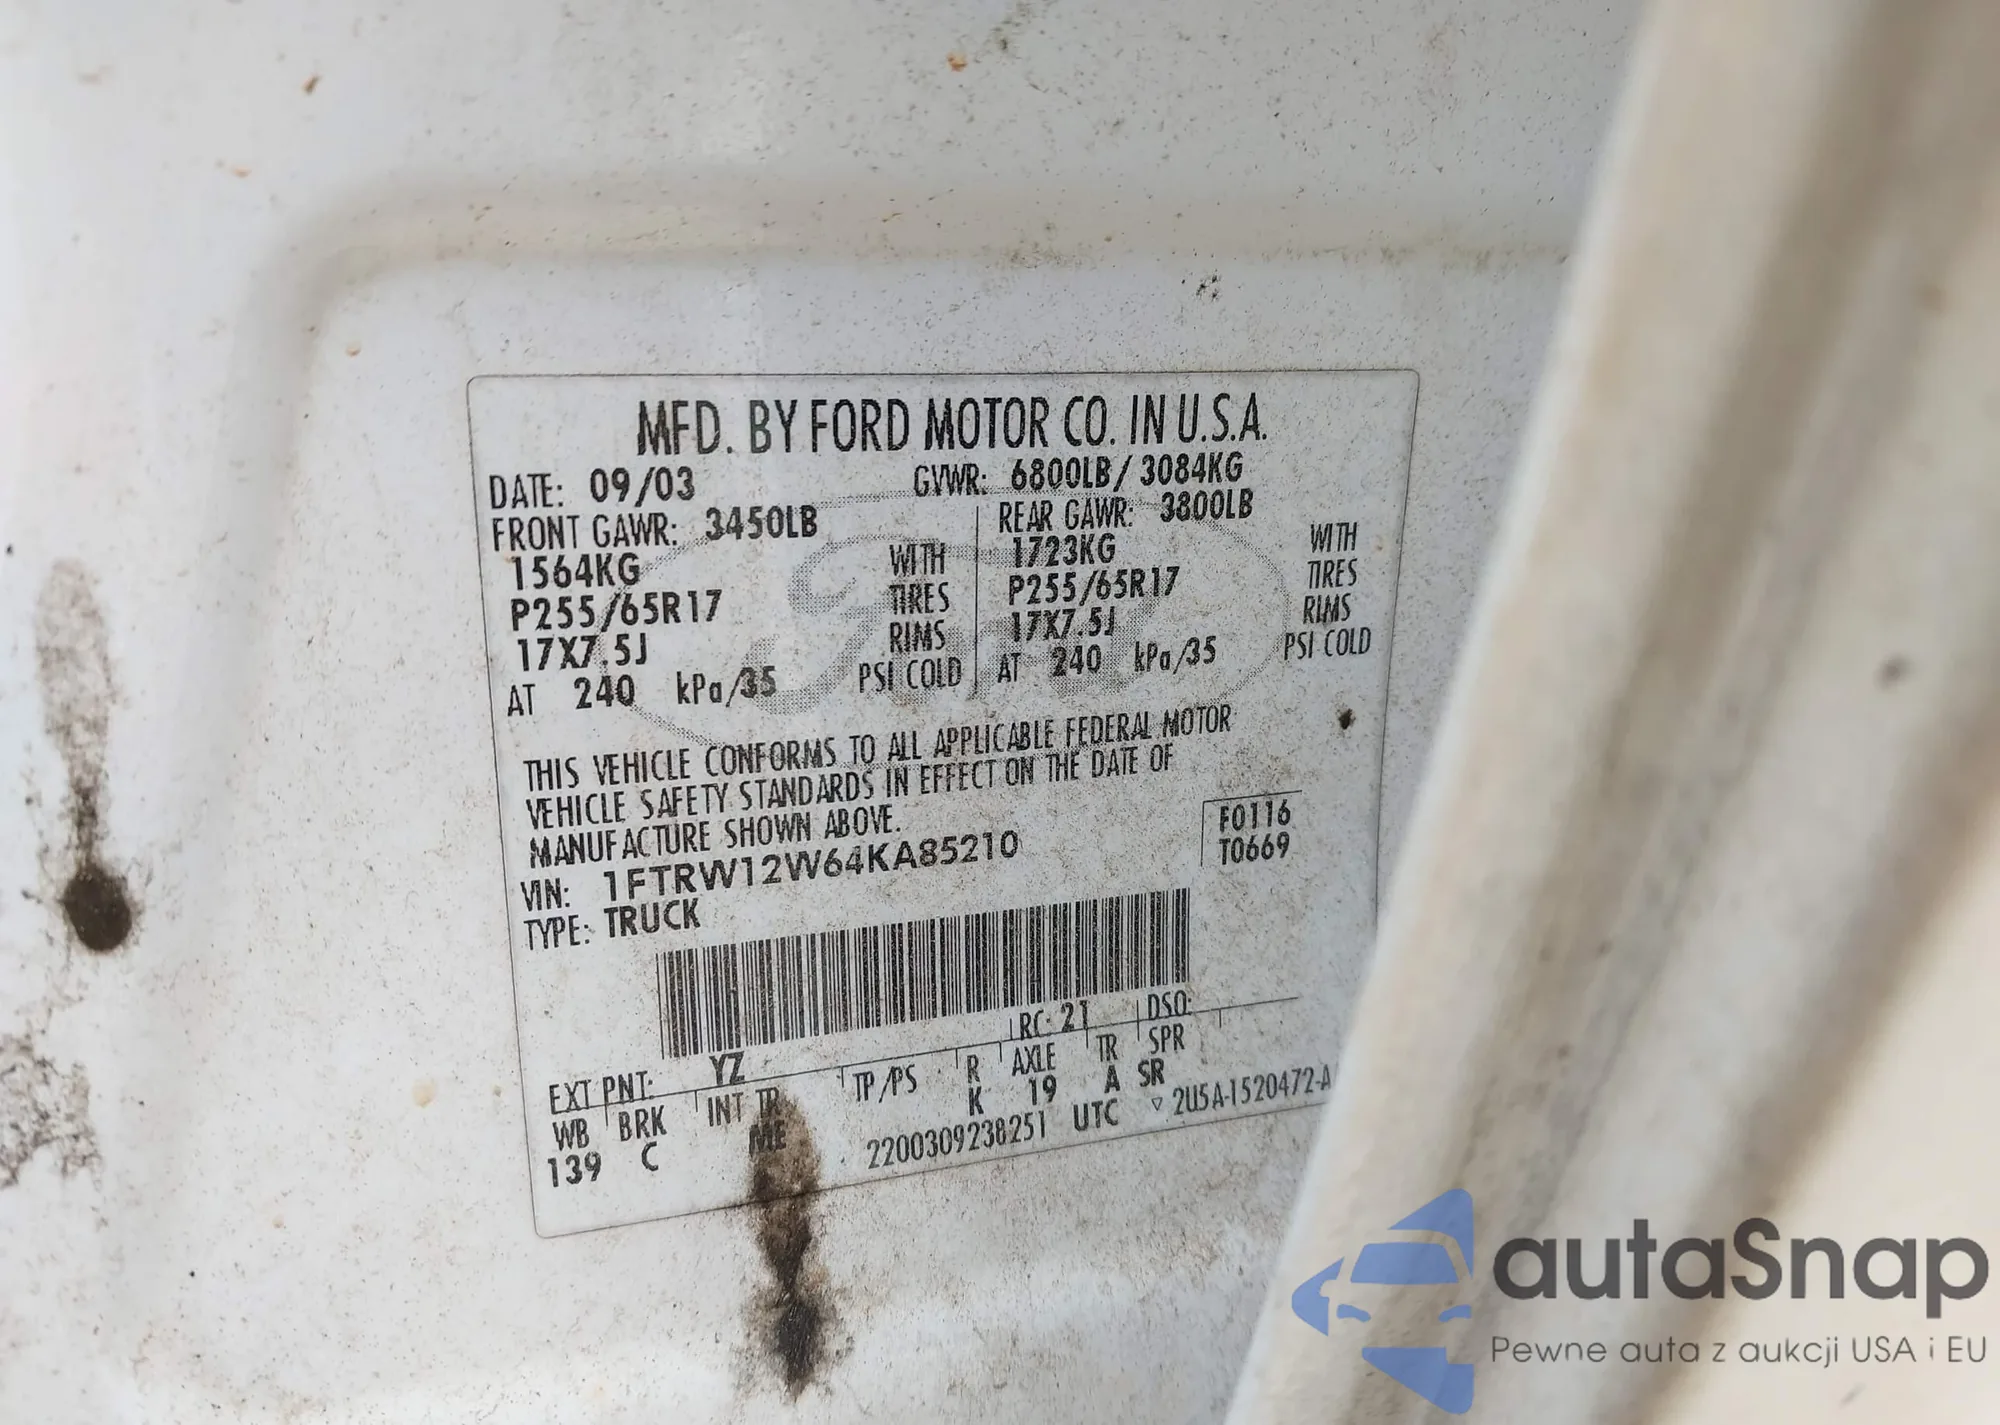 MFD. BY FORD MOTOR CO. IN U.S.A.
DATE: 09/03 GVWR: 6800LB / 3084KG
FRONT GAWR: 3450LB REAR GAWR: 3800LB
1564KG WITH 1723KG WITH
P255/65R17 TIRES P255/65R17 TIRES
17X7.5J RIMS 17X7.5J RIMS
AT 240 kPa/35 PSI COLD AT 240 kPa/35 PSI COLD
THIS VEHICLE CONFORMS TO ALL APPLICABLE FEDERAL MOTOR
VEHICLE SAFETY STANDARDS IN EFFECT ON THE DATE OF
MANUFACTURE SHOWN ABOVE.
F0116
T0669
VIN: 1FTRW12W64KA85210
TYPE: TRUCK
EXT PNT: YZ RC: 21 DSO:
WB BRK INT TR TP/PS R AXLE TR SPR
139 C ME K 19 A SR
2200309238251 UTC ▽ 2U5A-1520472-A
autaSnap
Pewne auta z aukcji USA i EU